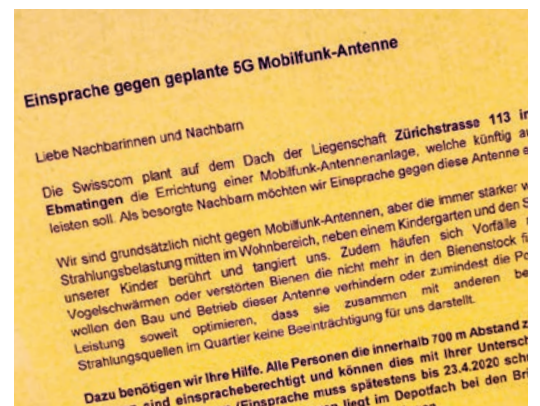 Einsprache gegen geplante 5G Mobilfunk-Antenne
Liebe Nachbarinnen und Nachbarn
Die Swisscom plant auf dem Dach der Liegenschaft Zürichstrasse 113
Ebmatingen die Errichtung einer Mobilfunk-Antennenanlage, welche künftig
leisten soll. Als besorgte Nachbarn möchten wir Einsprache gegen diese Antenne
Wir sind grundsätzlich nicht gegen Mobilfunk-Antennen, aber die immer stärker
Strahlungsbelastung mitten im Wohnbereich, neben einem Kindergarten und den
unserer Kinder berührt und tangiert uns. Zudem häufen sich Vorfälle
Vogelschwärmen oder verstörten Bienen die nicht mehr in den Bienenstock
wollen den Bau und Betrieb dieser Antenne verhindern oder zumindest die
Leistung soweit optimieren, dass sie zusammen mit anderen
Strahlungsquellen im Quartier keine Beeinträchtigung für uns darstellt.
Dazu benötigen wir Ihre Hilfe. Alle Personen die innerhalb 700 m Abstand
sind einspracheberechtigt und können dies mit Ihrer
(Einsprache muss spätestens bis 23.4.2020
liegt im Depotfach bei den